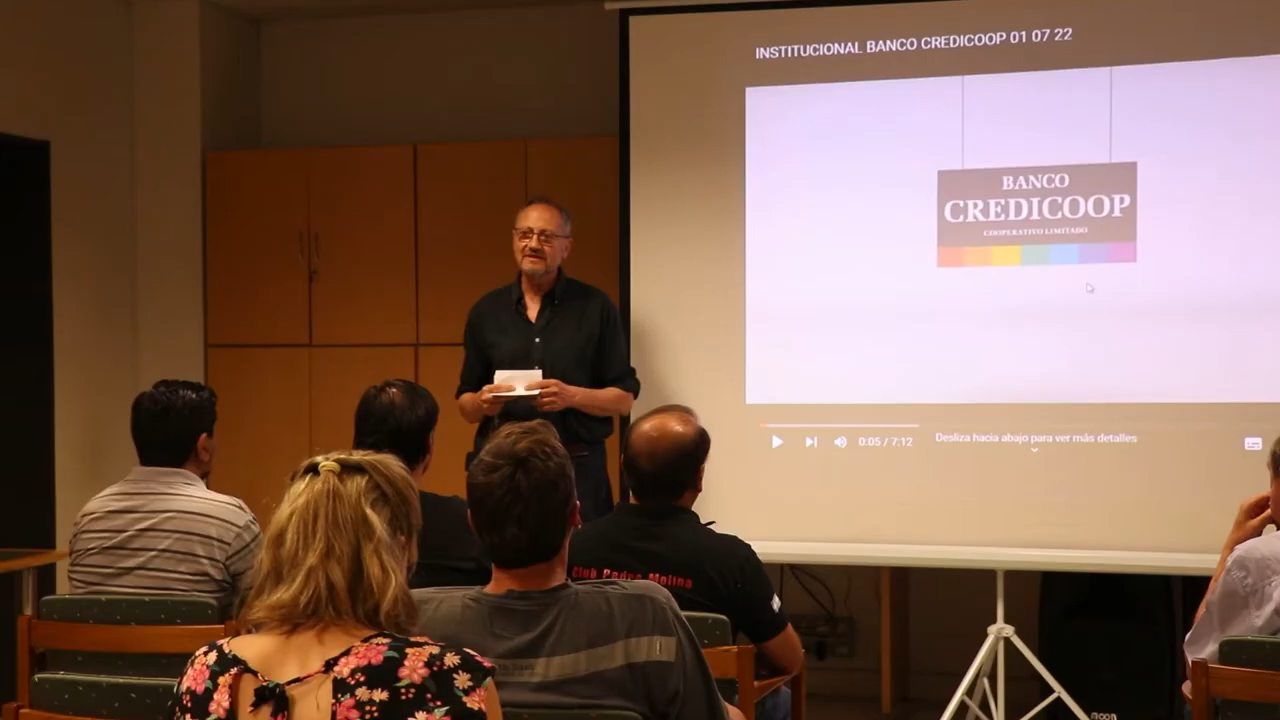 INSTITUCIONAL BANCO CREDICOOP 01 07 22
BANCO
CREDICOOP
COOPERATIVO LIMITADO
0:05 / 7:12
Desliza hacia abajo para ver más detalles
Club Pedro Molina